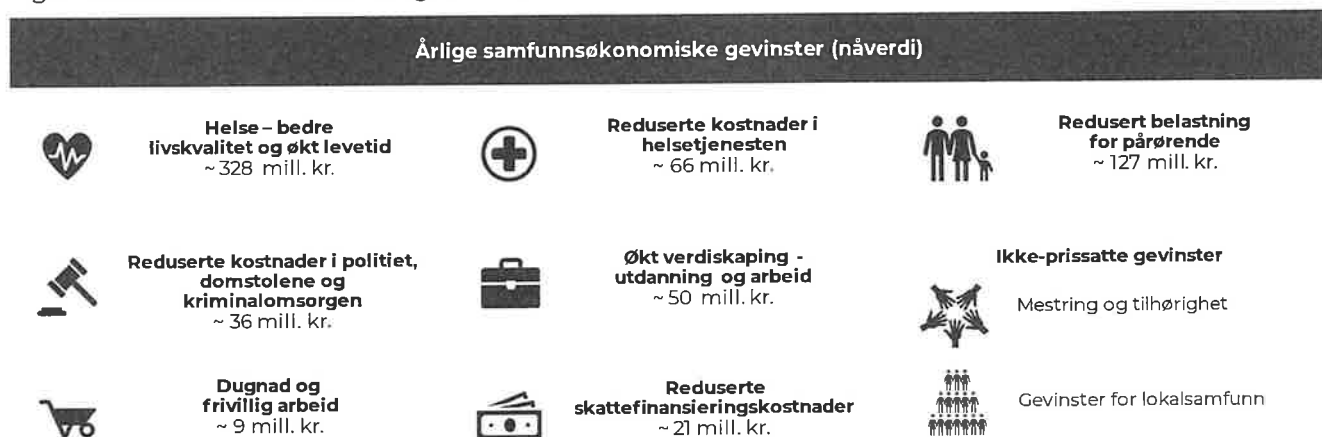 Årlige samfunnsøkonomiske gevinster (nåverdi)
Helse – bedre
livskvalitet og økt levetid
~ 328 mill. kr.
Reduserte kostnader i
helsetjenesten
~ 66 mill. kr.
Redusert belastning
for pårørende
~ 127 mill. kr.
Reduserte kostnader i politiet,
domstolene og
kriminalomsorgen
~ 36 mill. kr.
Økt verdiskaping -
utdanning og arbeid
~ 50 mill. kr.
Ikke-prissatte gevinster
Mestring og tilhørighet
Dugnad og
frivillig arbeid
~ 9 mill. kr.
Reduserte
skattefinansieringskostnader
~ 21 mill. kr.
Gevinster for lokalsamfunn